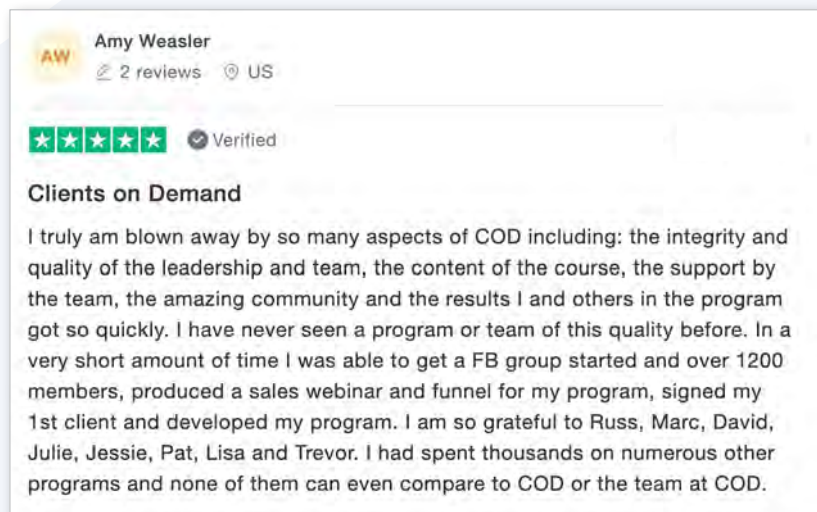 AW
Amy Weasler
2 reviews US
Verified
Clients on Demand
I truly am blown away by so many aspects of COD including: the integrity and
quality of the leadership and team, the content of the course, the support by
the team, the amazing community and the results I and others in the program
got so quickly. I have never seen a program or team of this quality before. In a
very short amount of time I was able to get a FB group started and over 1200
members, produced a sales webinar and funnel for my program, signed my
1st client and developed my program. I am so grateful to Russ, Marc, David,
Julie, Jessie, Pat, Lisa and Trevor. I had spent thousands on numerous other
programs and none of them can even compare to COD or the team at COD.